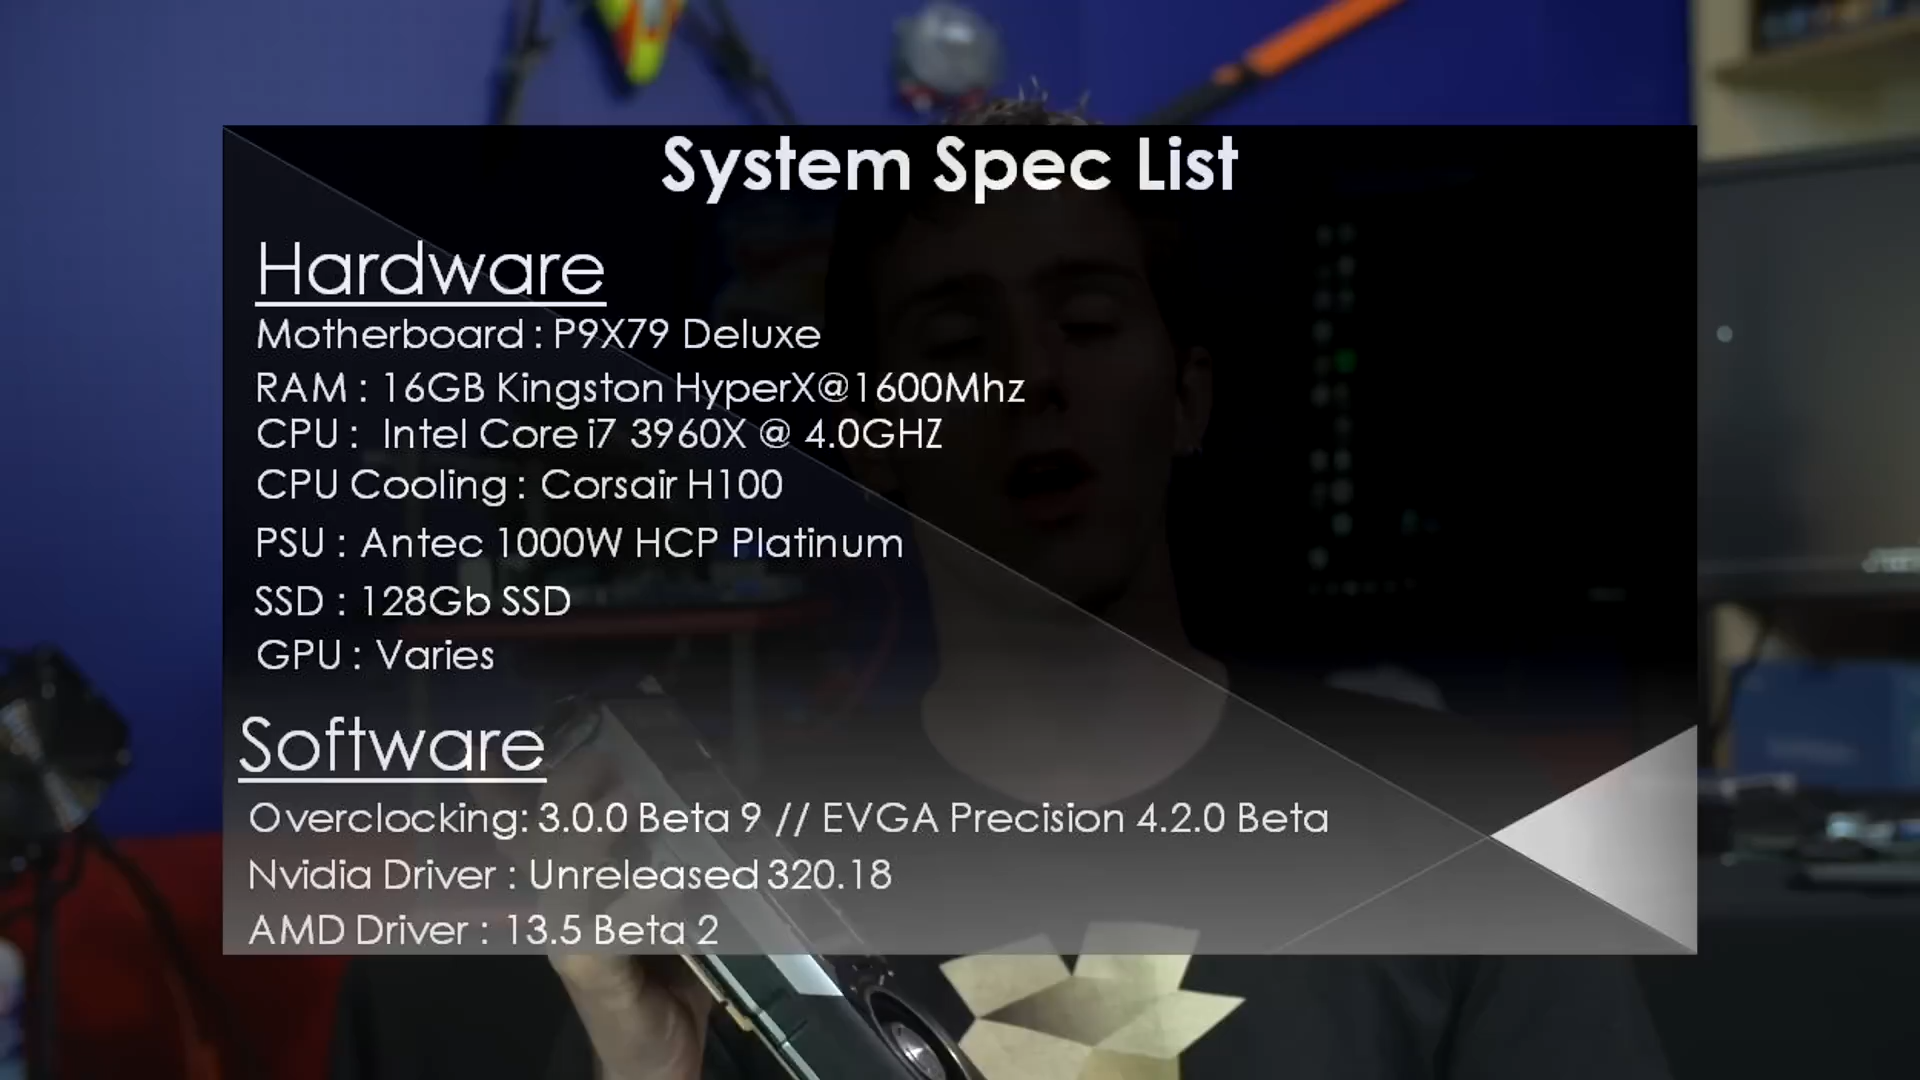 System Spec List
Hardware
Motherboard : P9X79 Deluxe
RAM : 16GB Kingston HyperX@1600Mhz
CPU : Intel Core i7 3960X @ 4.0GHZ
CPU Cooling : Corsair H100
PSU : Antec 1000W HCP Platinum
SSD : 128Gb SSD
GPU : Varies
Software
Overclocking: 3.0.0 Beta 9 // EVGA Precision 4.2.0 Beta
Nvidia Driver : Unreleased 320.18
AMD Driver : 13.5 Beta 2